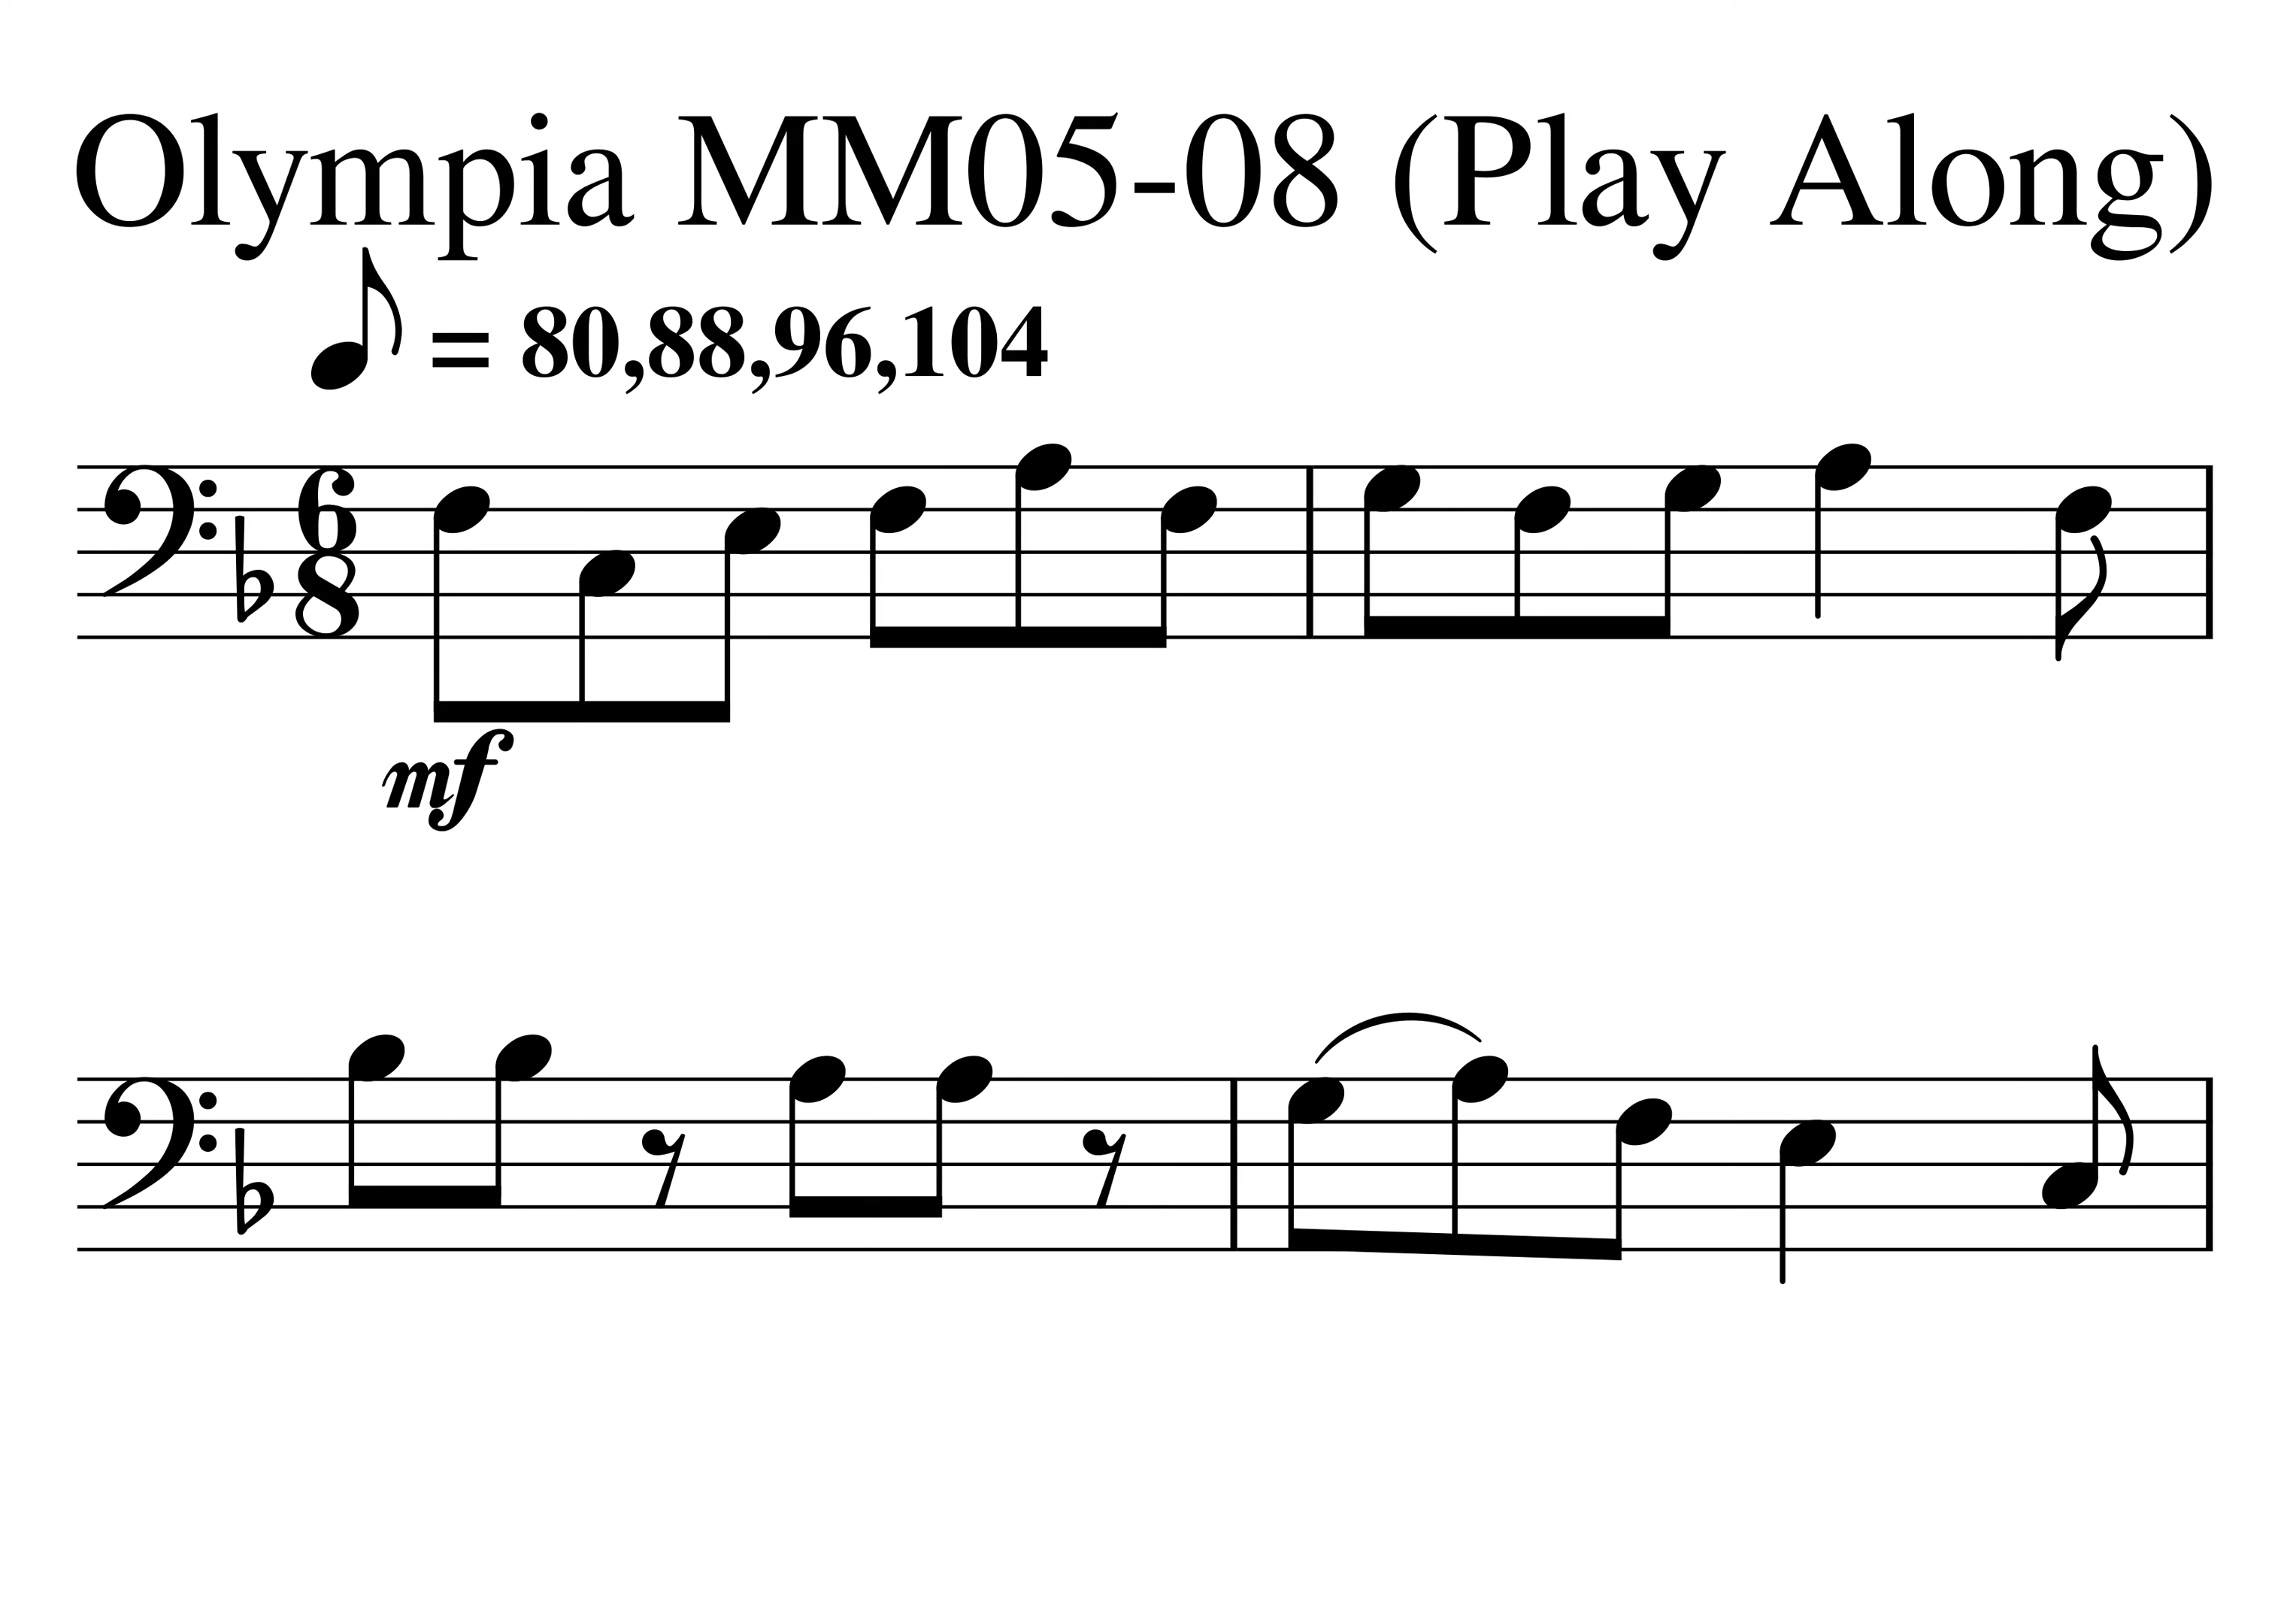 Olympia MM05-08 (Play Along)
♪ = 80,88,96,104
6
8
mf